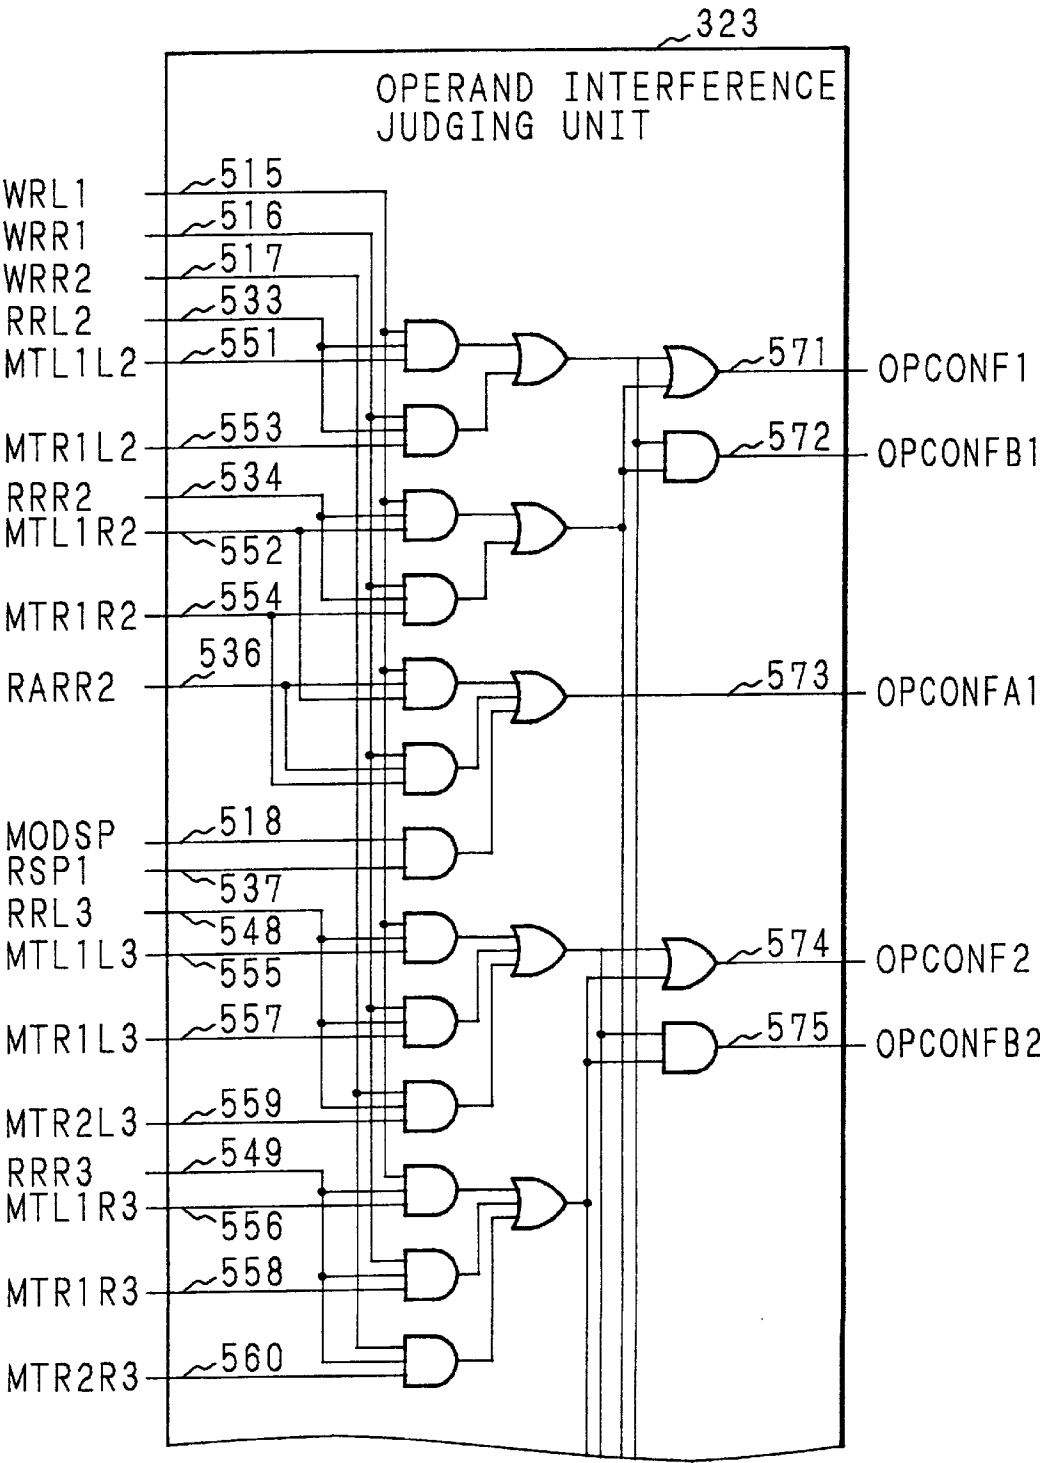 323
OPERAND INTERFERENCE
JUDGING UNIT
WRL1 515
WRR1 516
WRR2 517
RRL2 533
MTL1L2 551
571 OPCONF1
MTR1L2 553
572 OPCONFB1
RRR2 534
MTL1R2 552
MTR1R2 554
RARR2 536
573 OPCONFA1
MODSP 518
RSP1 537
RRL3 548
MTL1L3 555
574 OPCONF2
MTR1L3 557
575 OPCONFB2
MTR2L3 559
RRR3 549
MTL1R3 556
MTR1R3 558
MTR2R3 560